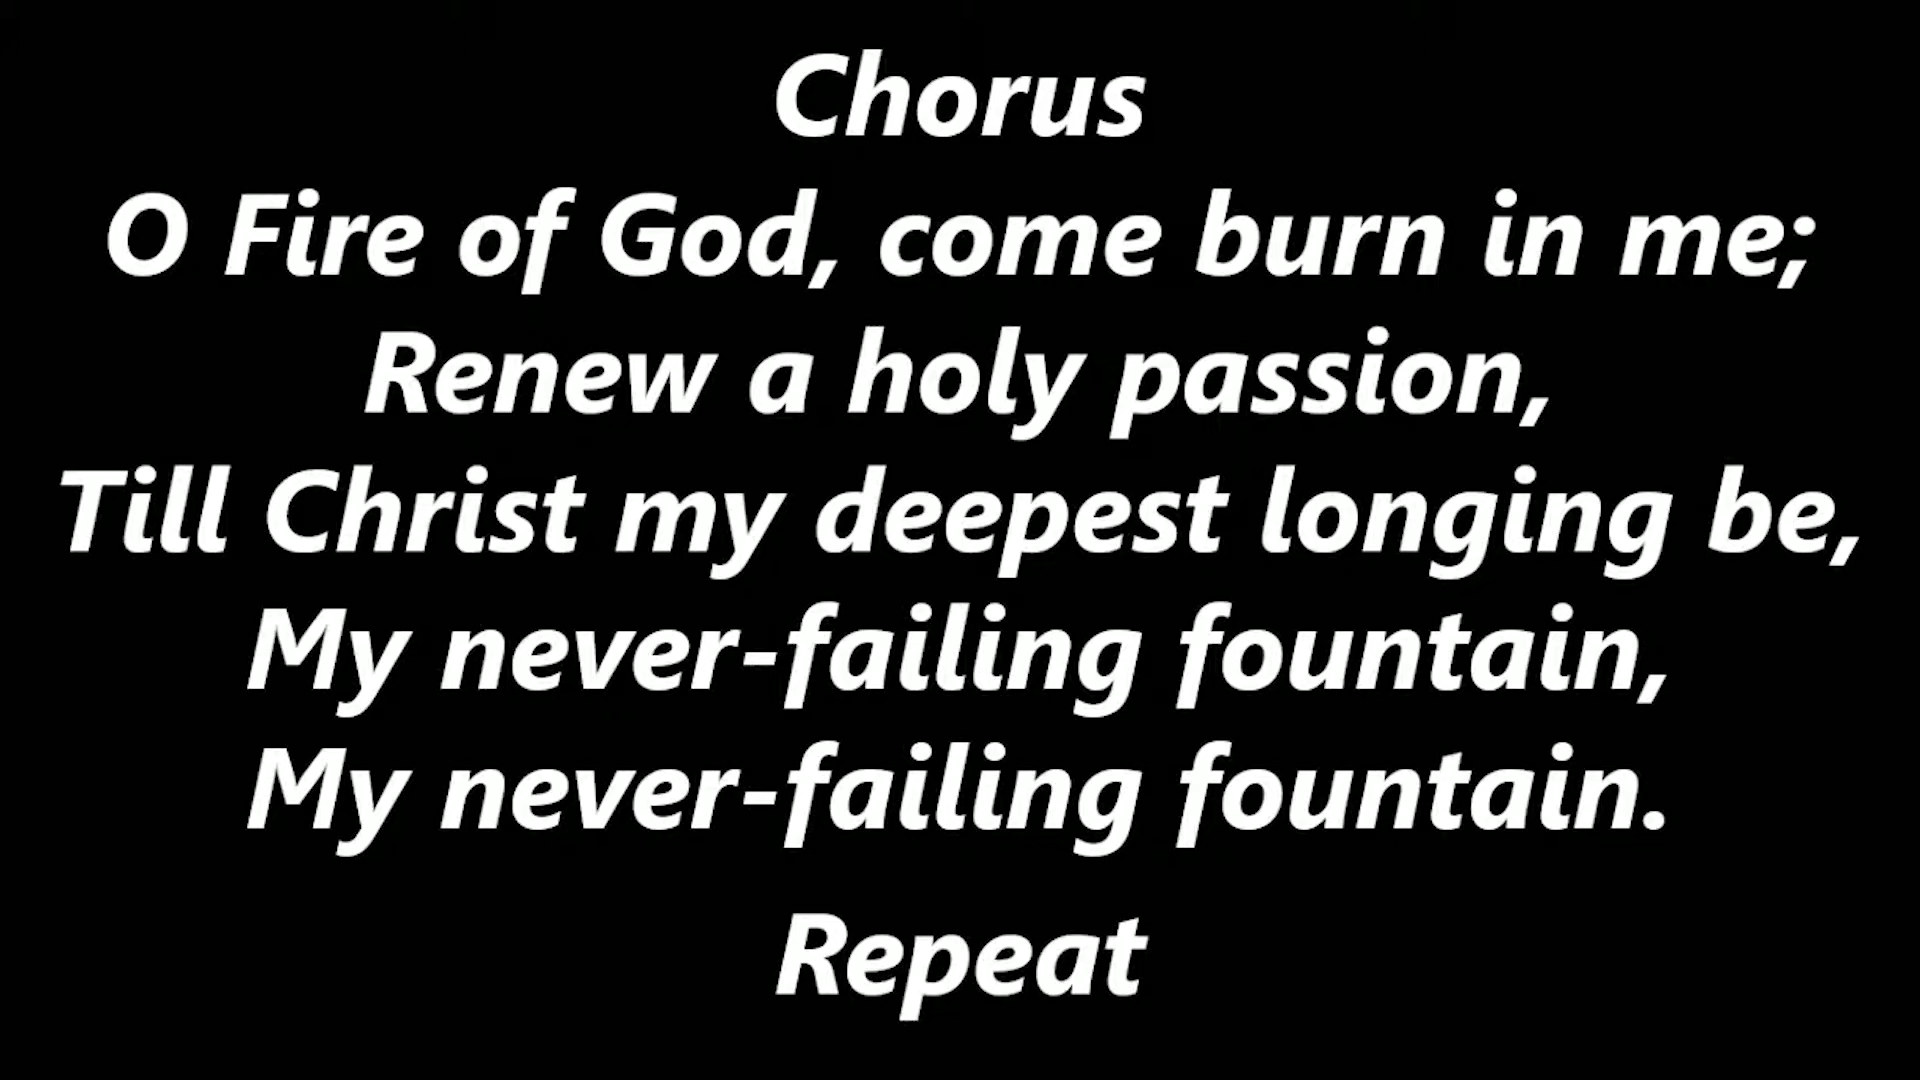 Chorus
O Fire of God, come burn in me;
Renew a holy passion,
Till Christ my deepest longing be,
My never-failing fountain,
My never-failing fountain.
Repeat